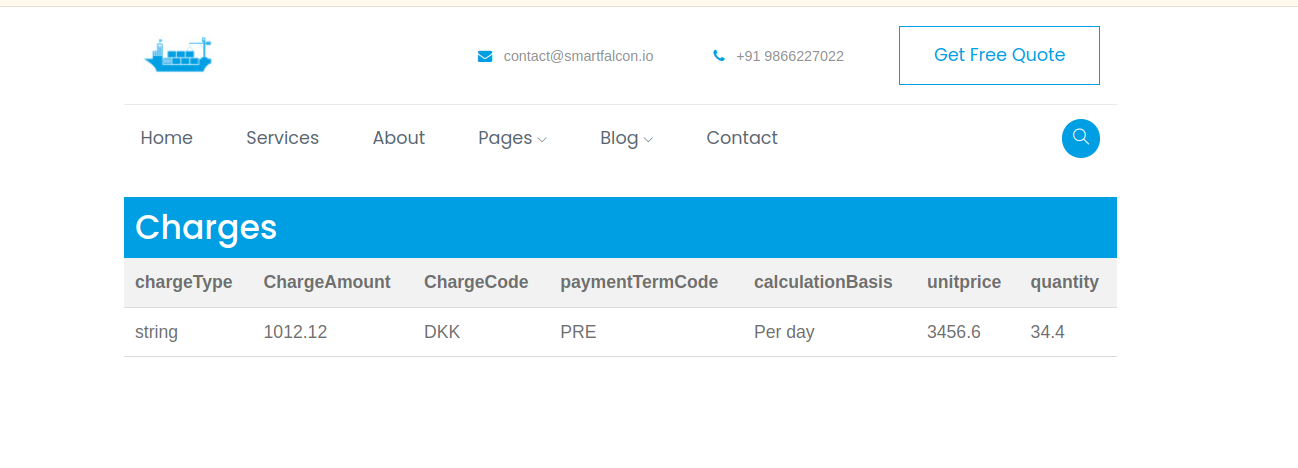 contact@smartfalcon.io +91 9866227022 Get Free Quote
Home Services About Pages Blog Contact
Charges
chargeType ChargeAmount ChargeCode paymentTermCode calculationBasis unitprice quantity
string 1012.12 DKK PRE Per day 3456.6 34.4